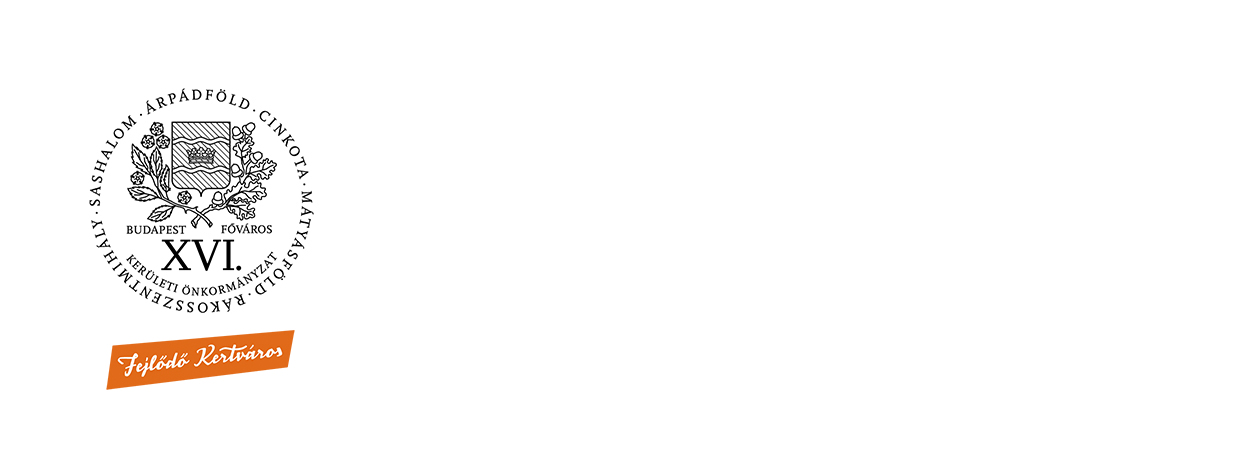 SASHALOM · ÁRPÁDFÖLD · CINKOTA · MÁTYÁSFÖLD · RÁKOSSZENTMIHÁLY ·
BUDAPEST FŐVÁROS
XVI.
KERÜLETI ÖNKORMÁNYZAT
Fejlődő Kertváros